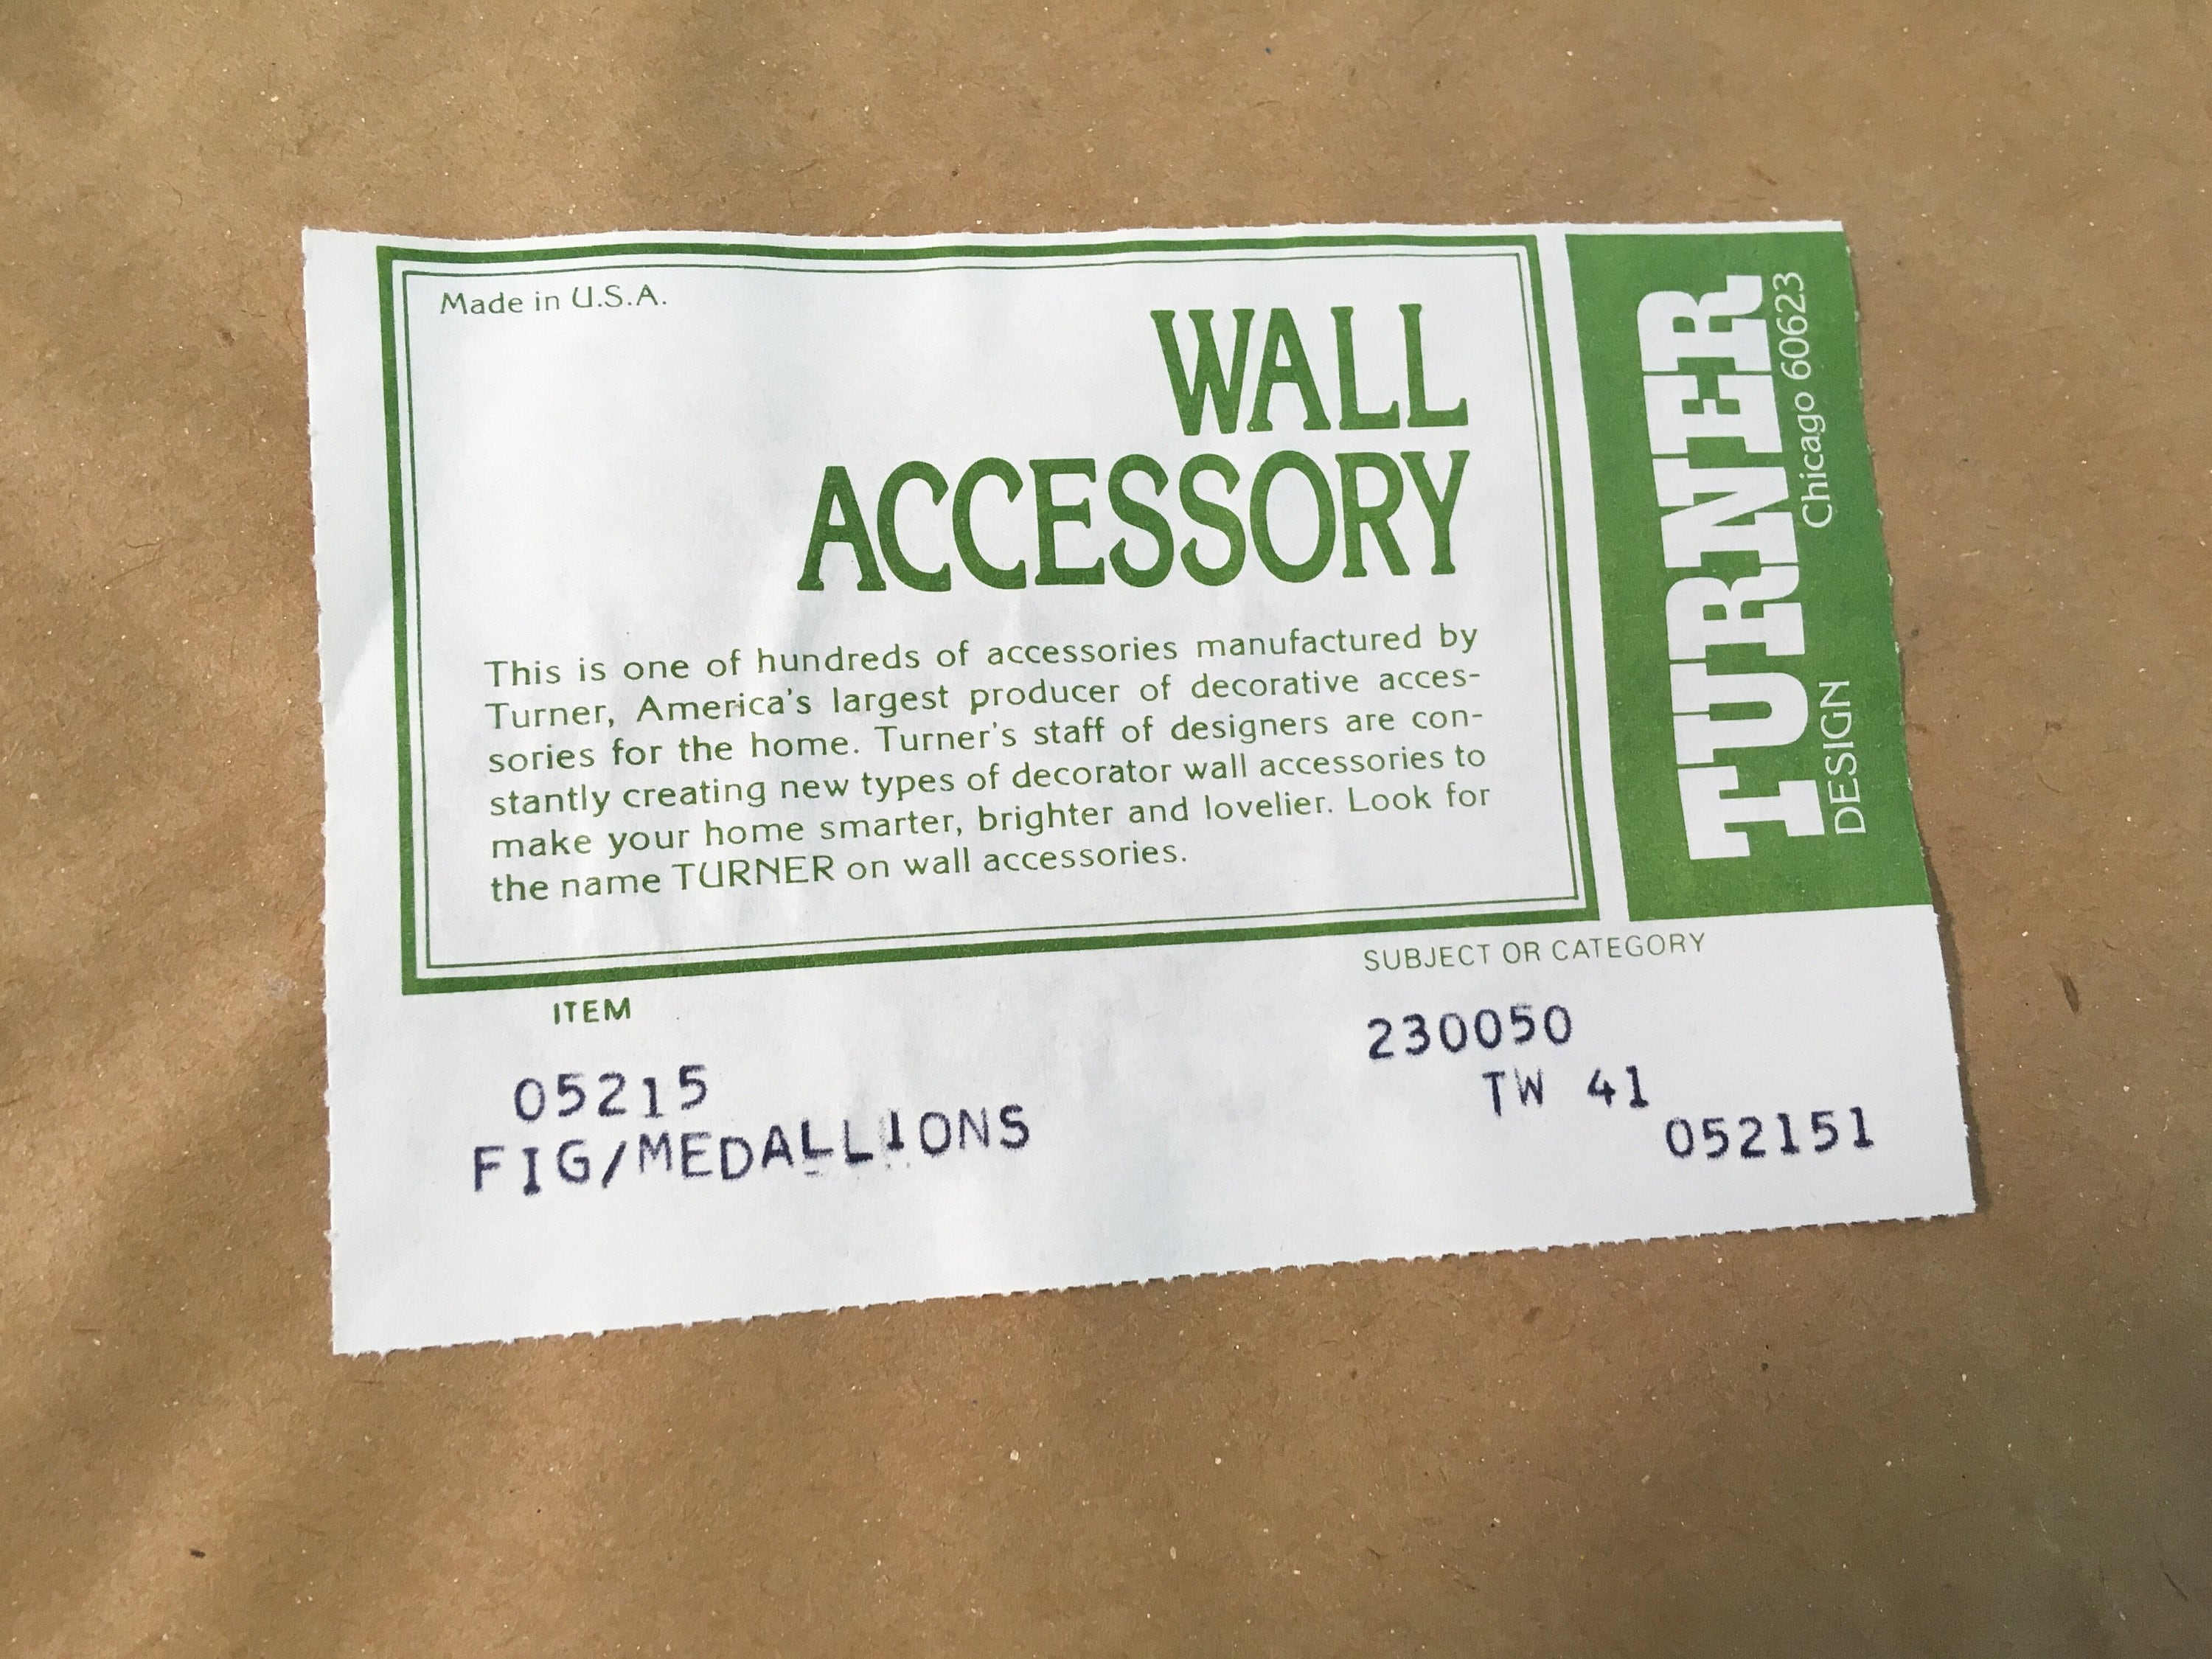 Made in U.S.A.
WALL
ACCESSORY
This is one of hundreds of accessories manufactured by
Turner, America's largest producer of decorative acces-
sories for the home. Turner's staff of designers are con-
stantly creating new types of decorator wall accessories to
make your home smarter, brighter and lovelier. Look for
the name TURNER on wall accessories.
TURNER
DESIGN Chicago 60623
ITEM
05215
FIG/MEDALLIONS
SUBJECT OR CATEGORY
230050
TW 41
052151